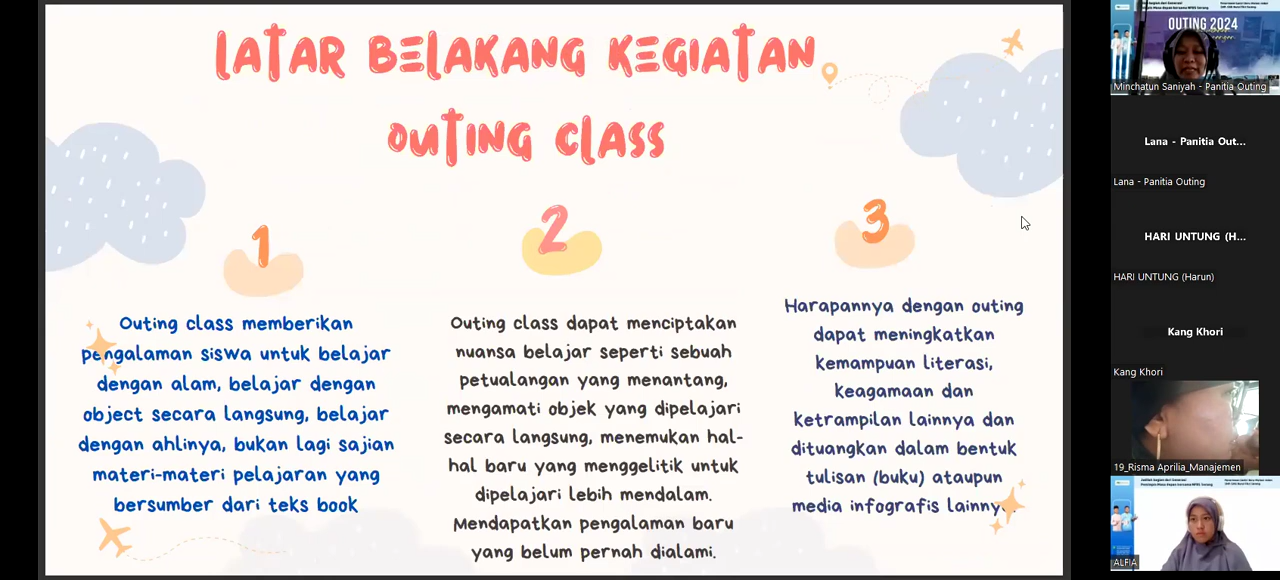 LATAR BELAKANG KEGIATAN
OUTING CLASS
1
Outing class memberikan
pengalaman siswa untuk belajar
dengan alam, belajar dengan
object secara langsung, belajar
dengan ahlinya, bukan lagi sajian
materi-materi pelajaran yang
bersumber dari teks book
2
Outing class dapat menciptakan
nuansa belajar seperti sebuah
petualangan yang menantang,
mengamati objek yang dipelajari
secara langsung, menemukan hal-
hal baru yang menggelitik untuk
dipelajari lebih mendalam.
Mendapatkan pengalaman baru
yang belum pernah dialami.
3
Harapannya dengan outing
dapat meningkatkan
kemampuan literasi,
keagamaan dan
ketrampilan lainnya dan
dituangkan dalam bentuk
tulisan (buku) ataupun
media infografis lainnya.
OUTING 2024
Minchatun Saniyah - Panitia Outing
Lana - Panitia Out...
Lana - Panitia Outing
HARI UNTUNG (H...
HARI UNTUNG (Harun)
Kang Khori
Kang Khori
19_Risma Aprilia_Manajemen
ALFIA